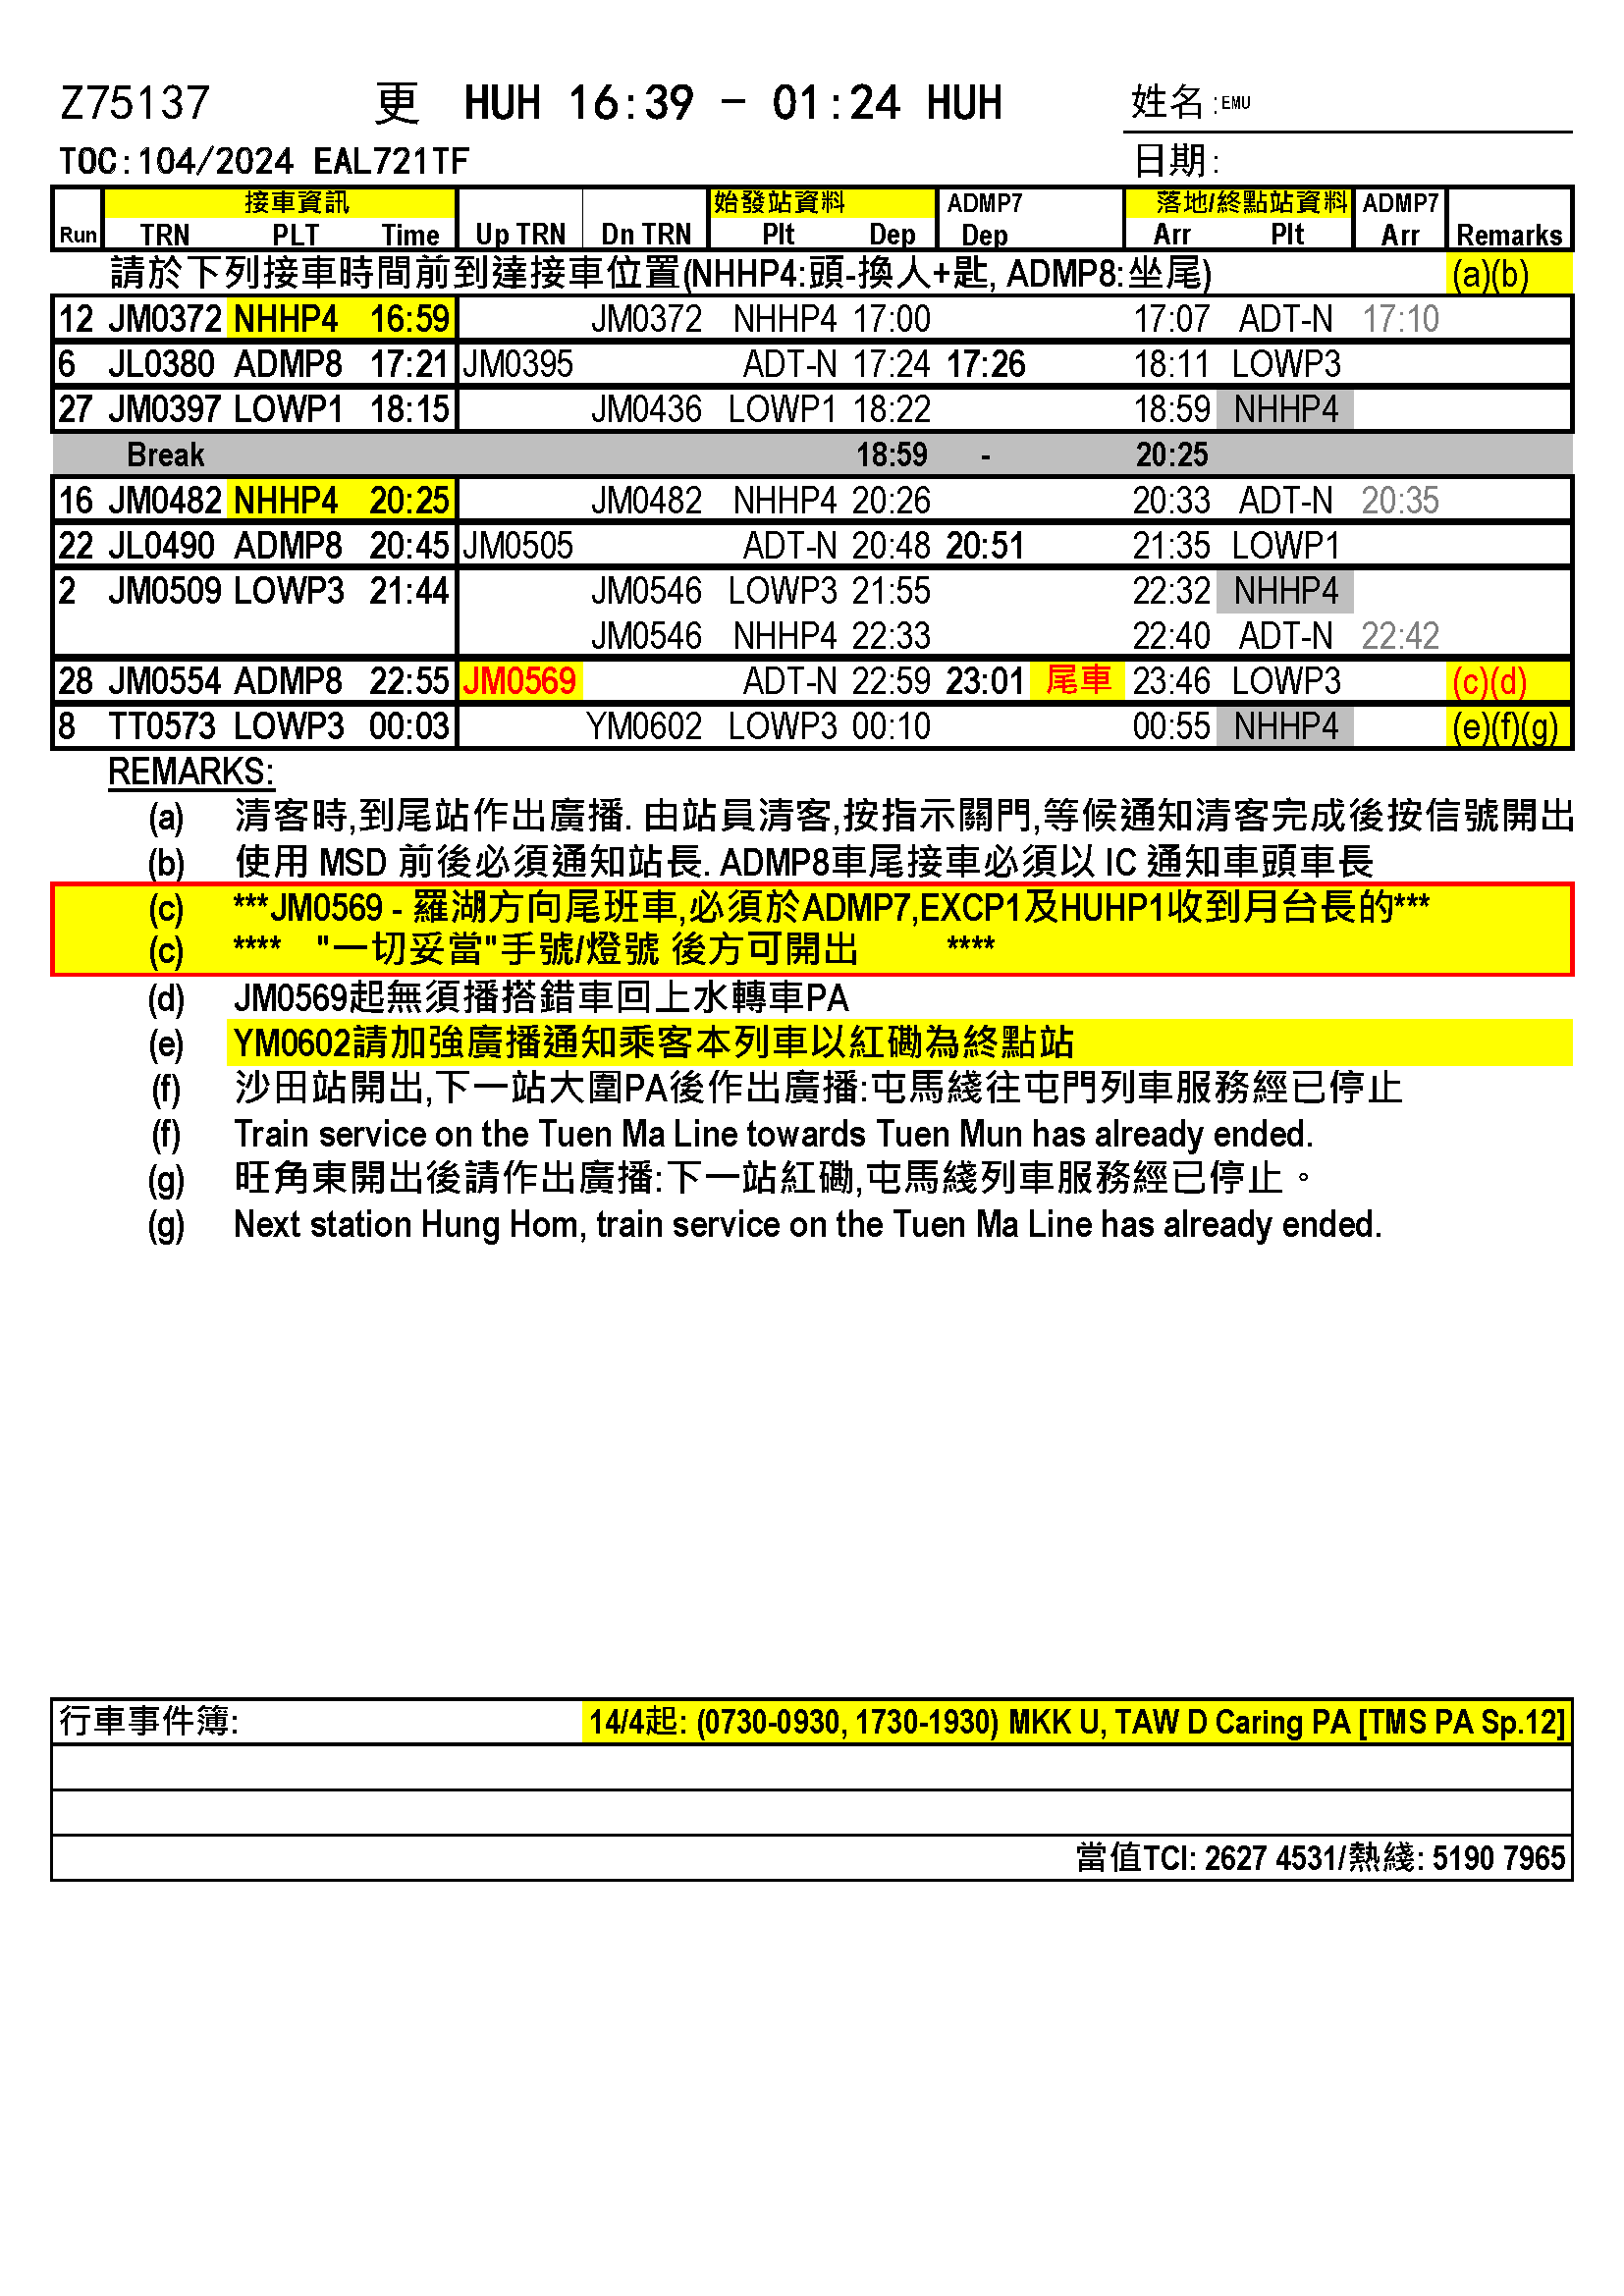 Z75137 更 HUH 16:39 - 01:24 HUH 姓名:EMU
TOC:104/2024 EAL721TF 日期:
接車資訊 始發站資料 ADMP7 落地/終點站資料 ADMP7
Run TRN PLT Time Up TRN Dn TRN Plt Dep Dep Arr Plt Arr Remarks
請於下列接車時間前到達接車位置(NHHP4:頭-換人+匙, ADMP8:坐尾) (a)(b)
12 JM0372 NHHP4 16:59 JM0372 NHHP4 17:00 17:07 ADT-N 17:10
6 JL0380 ADMP8 17:21 JM0395 ADT-N 17:24 17:26 18:11 LOWP3
27 JM0397 LOWP1 18:15 JM0436 LOWP1 18:22 18:59 NHHP4
Break 18:59 - 20:25
16 JM0482 NHHP4 20:25 JM0482 NHHP4 20:26 20:33 ADT-N 20:35
22 JL0490 ADMP8 20:45 JM0505 ADT-N 20:48 20:51 21:35 LOWP1
2 JM0509 LOWP3 21:44 JM0546 LOWP3 21:55 22:32 NHHP4
JM0546 NHHP4 22:33 22:40 ADT-N 22:42
28 JM0554 ADMP8 22:55 JM0569 ADT-N 22:59 23:01 尾車 23:46 LOWP3 (c)(d)
8 TT0573 LOWP3 00:03 YM0602 LOWP3 00:10 00:55 NHHP4 (e)(f)(g)
REMARKS:
(a) 清客時,到尾站作出廣播. 由站員清客,按指示關門,等候通知清客完成後按信號開出
(b) 使用 MSD 前後必須通知站長. ADMP8車尾接車必須以 IC 通知車頭車長
(c) ***JM0569 - 羅湖方向尾班車,必須於ADMP7,EXCP1及HUHP1收到月台長的***
(c) **** "一切妥當"手號/燈號 後方可開出 ****
(d) JM0569起無須播搭錯車回上水轉車PA
(e) YM0602請加強廣播通知乘客本列車以紅磡為終點站
(f) 沙田站開出,下一站大圍PA後作出廣播:屯馬綫往屯門列車服務經已停止
(f) Train service on the Tuen Ma Line towards Tuen Mun has already ended.
(g) 旺角東開出後請作出廣播:下一站紅磡,屯馬綫列車服務經已停止。
(g) Next station Hung Hom, train service on the Tuen Ma Line has already ended.
行車事件簿: 14/4起: (0730-0930, 1730-1930) MKK U, TAW D Caring PA [TMS PA Sp.12]
當值TCI: 2627 4531/熱綫: 5190 7965